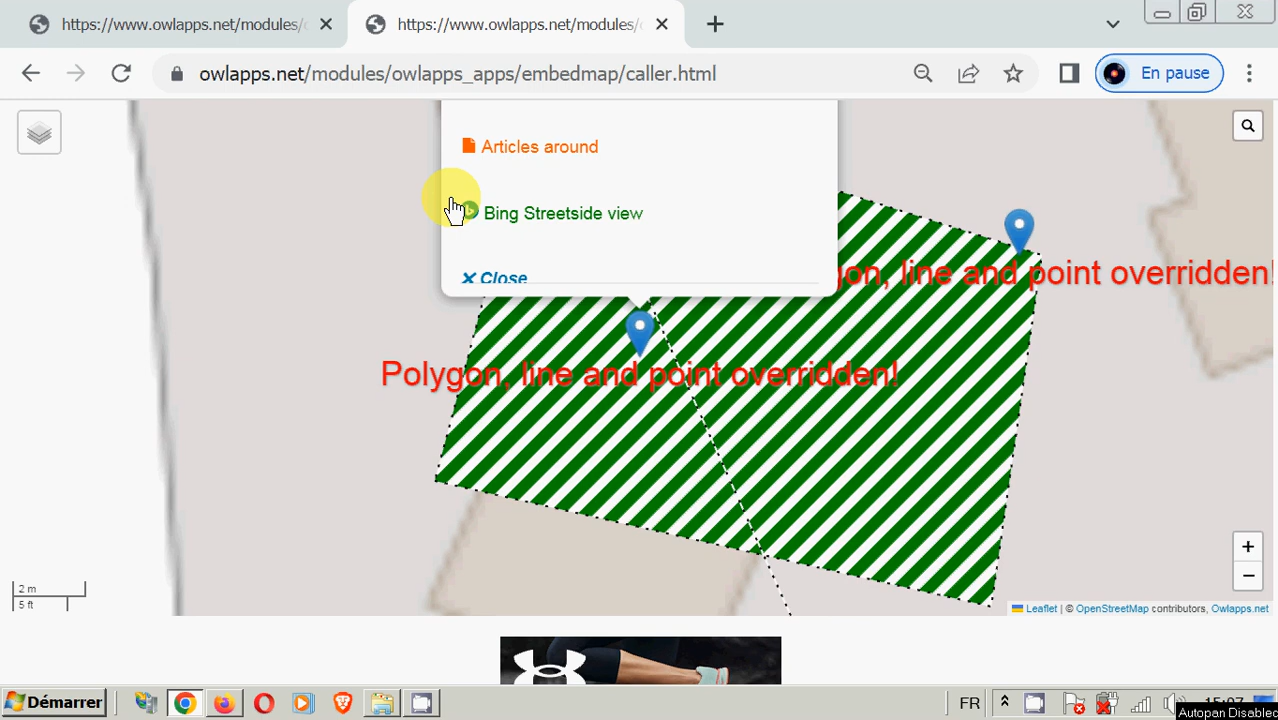 https://www.owlapps.net/modules/
https://www.owlapps.net/modules/
owlapps.net/modules/owlapps_apps/embedmap/caller.html
En pause
Articles around
Bing Streetside view
Close
gon, line and point overridden!
Polygon, line and point overridden!
+
−
2 m
5 ft
Leaflet | © OpenStreetMap contributors, Owlapps.net
Démarrer
FR
15:07
Autopan Disabled